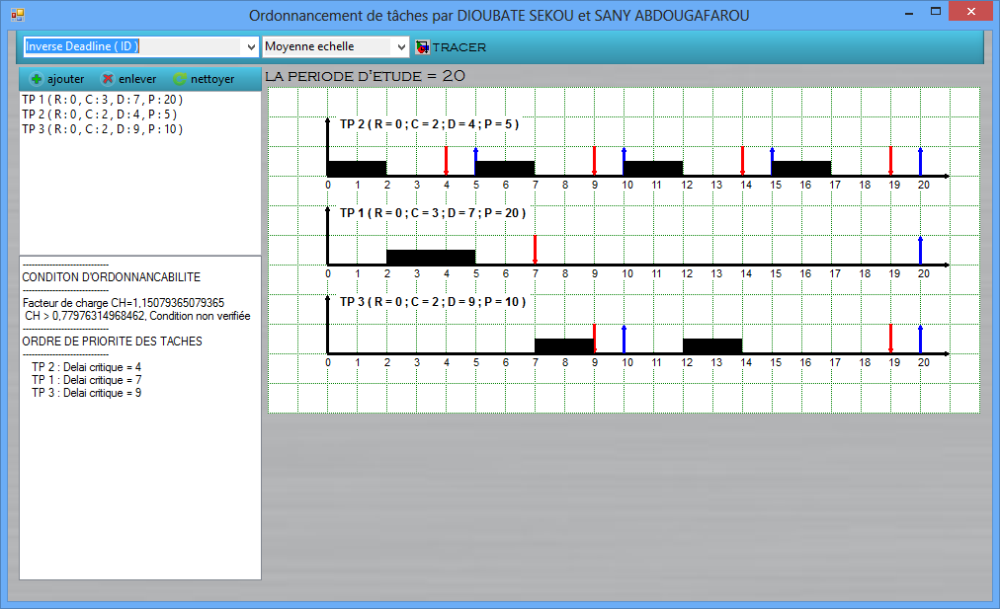 Ordonnancement de tâches par DIOUBATE SEKOU et SANY ABDOUGAFAROU
Inverse Deadline ( ID )
Moyenne echelle
TRACER
ajouter
enlever
nettoyer
LA PERIODE D'ETUDE = 20
TP 1 ( R : 0 , C : 3 , D : 7 , P : 20 )
TP 2 ( R : 0 , C : 2 , D : 4 , P : 5 )
TP 3 ( R : 0 , C : 2 , D : 9 , P : 10 )
----------------------------
CONDITON D'ORDONNANCABILITE
----------------------------
Facteur de charge CH=1,15079365079365
CH > 0,77976314968462, Condition non verifiée
----------------------------
ORDRE DE PRIORITE DES TACHES
----------------------------
TP 2 : Delai critique = 4
TP 1 : Delai critique = 7
TP 3 : Delai critique = 9
TP 2 ( R = 0 ; C = 2 ; D = 4 ; P = 5 )
0 1 2 3 4 5 6 7 8 9 10 11 12 13 14 15 16 17 18 19 20
TP 1 ( R = 0 ; C = 3 ; D = 7 ; P = 20 )
0 1 2 3 4 5 6 7 8 9 10 11 12 13 14 15 16 17 18 19 20
TP 3 ( R = 0 ; C = 2 ; D = 9 ; P = 10 )
0 1 2 3 4 5 6 7 8 9 10 11 12 13 14 15 16 17 18 19 20